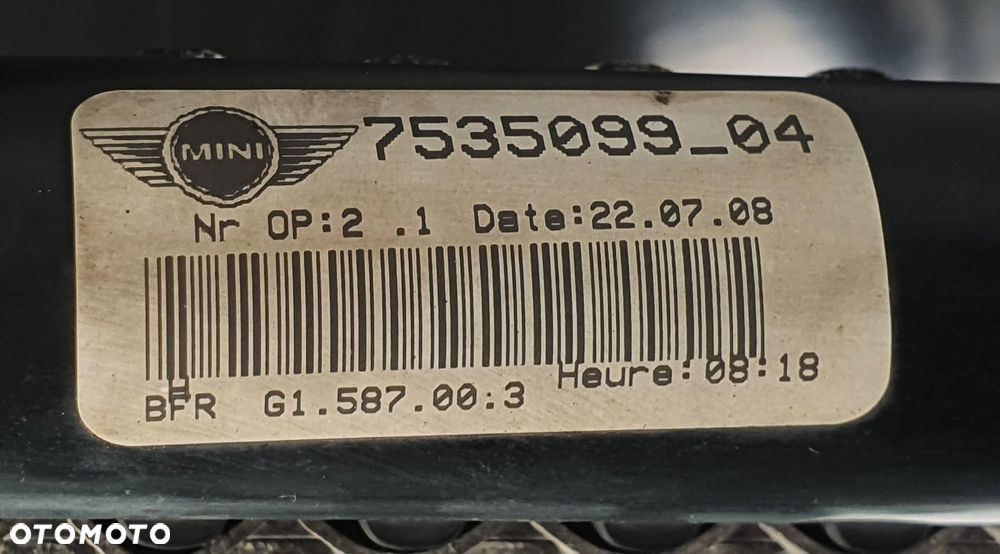 MINI 7535099_04
Nr OP:2 .1 Date:22.07.08
Heure:08:18
BFR G1.587.00:3
OTOMOTO